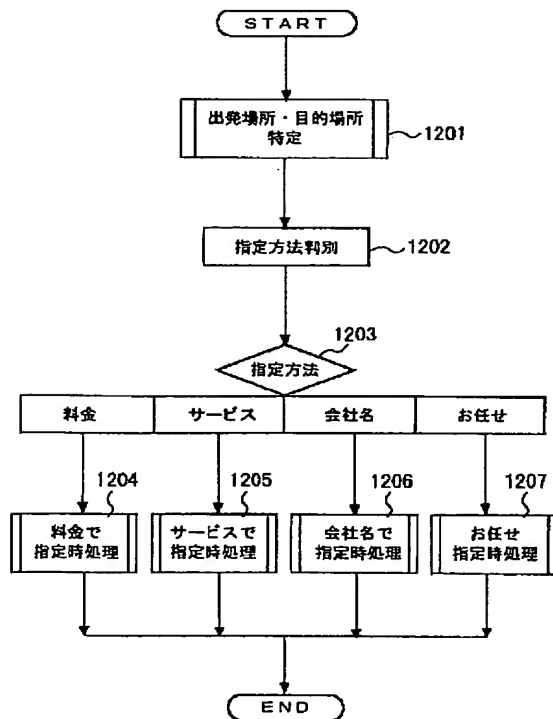 START
出発場所・目的場所
特定
1201
指定方法判別
1202
1203
指定方法
料金
サービス
会社名
お任せ
1204
1205
1206
1207
料金で
指定時処理
サービスで
指定時処理
会社名で
指定時処理
お任せ
指定時処理
END